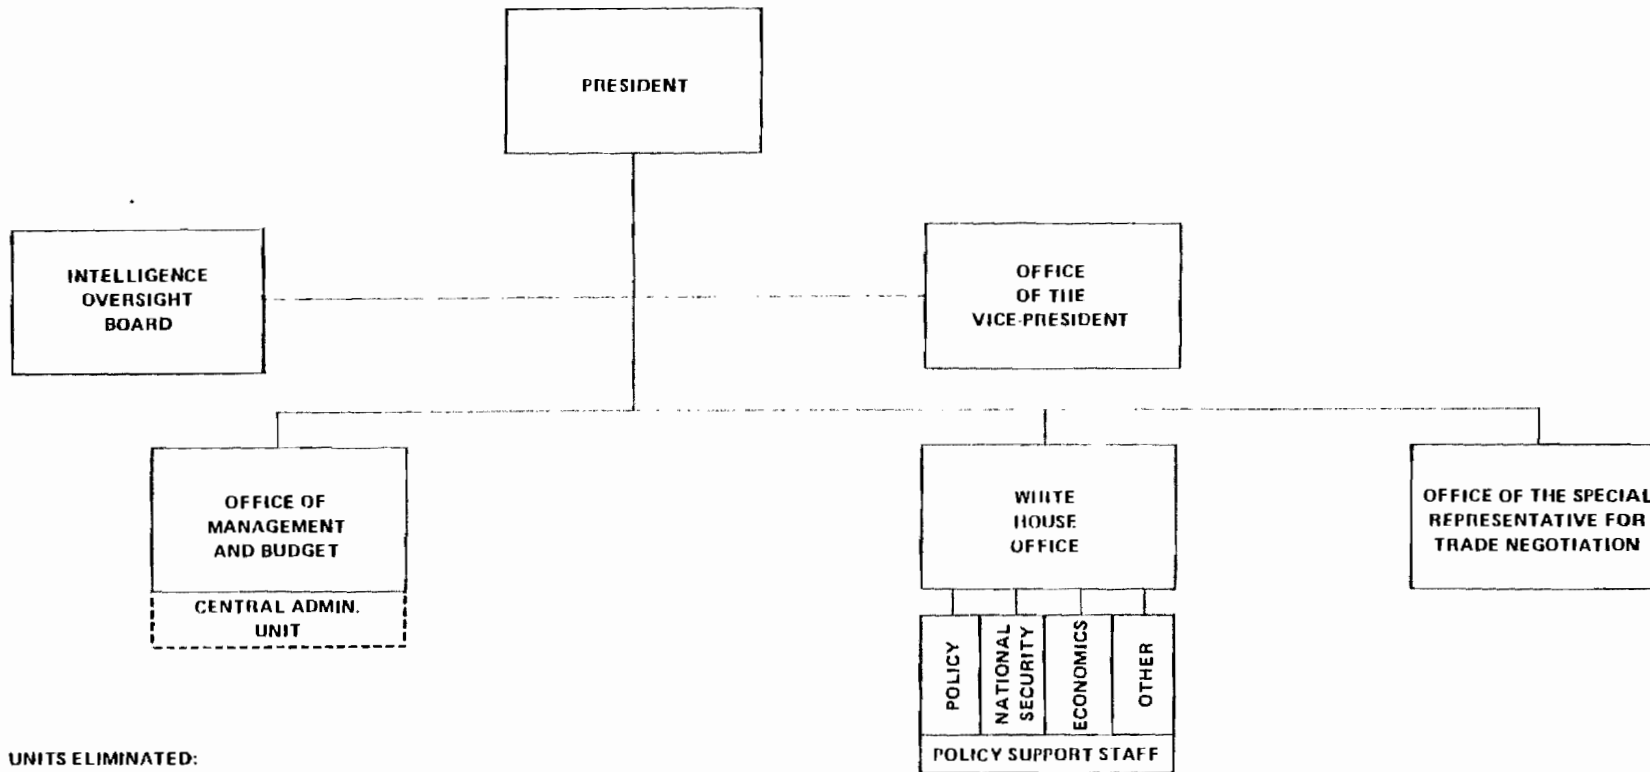 PRESIDENT
INTELLIGENCE
OVERSIGHT
BOARD
OFFICE
OF THE
VICE-PRESIDENT
OFFICE OF
MANAGEMENT
AND BUDGET
CENTRAL ADMIN.
UNIT
WHITE
HOUSE
OFFICE
OFFICE OF THE SPECIAL
REPRESENTATIVE FOR
TRADE NEGOTIATION
POLICY
NATIONAL
SECURITY
ECONOMICS
OTHER
POLICY SUPPORT STAFF
UNITS ELIMINATED: